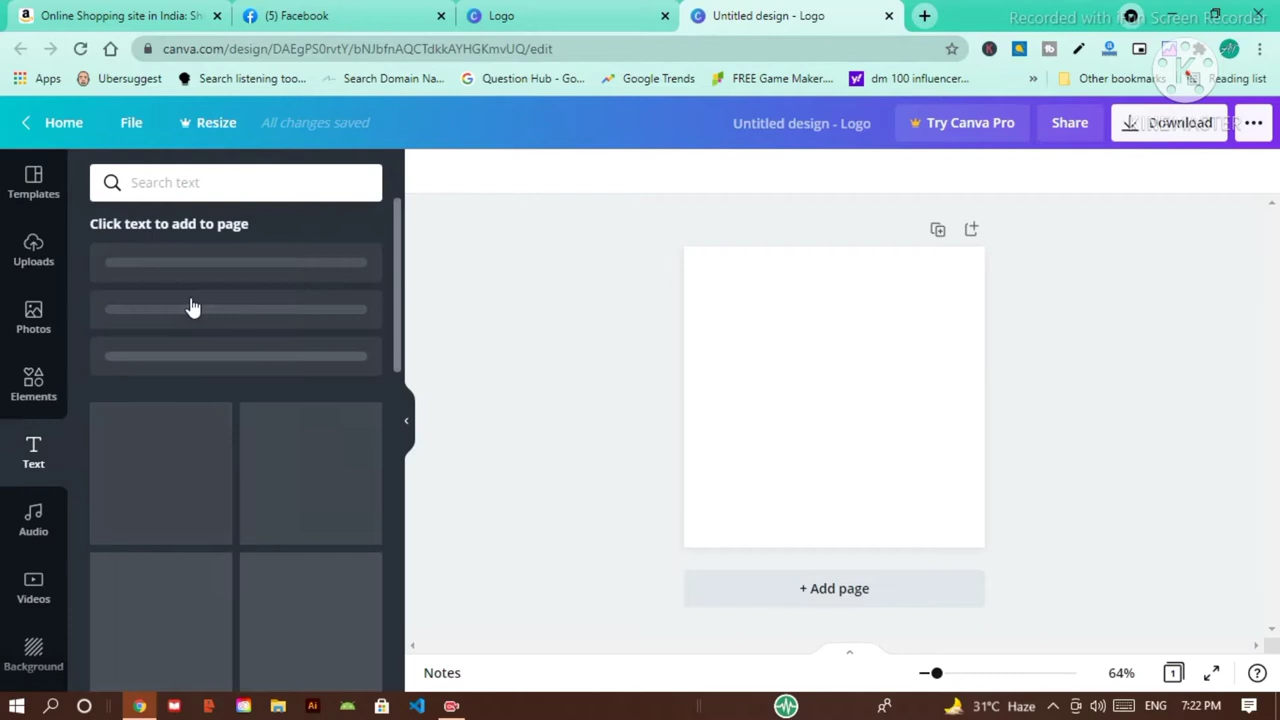 Online Shopping site in India: Sh
(5) Facebook
Logo
Untitled design - Logo
Recorded with iFun Screen Recorder
canva.com/design/DAEgPS0rvtY/bNJbfnAQCTdkkAYHGKmvUQ/edit
Apps
Ubersuggest
Search listening too...
Search Domain Na...
Question Hub - Go...
Google Trends
FREE Game Maker....
dm 100 influencer...
»
Other bookmarks
Reading list
Home
File
Resize
All changes saved
Untitled design - Logo
Try Canva Pro
Share
Download
KINEMASTER
Templates
Search text
Click text to add to page
Uploads
Photos
Elements
Text
Audio
Videos
Background
+ Add page
Notes
64%
1
31°C Haze
ENG
7:22 PM